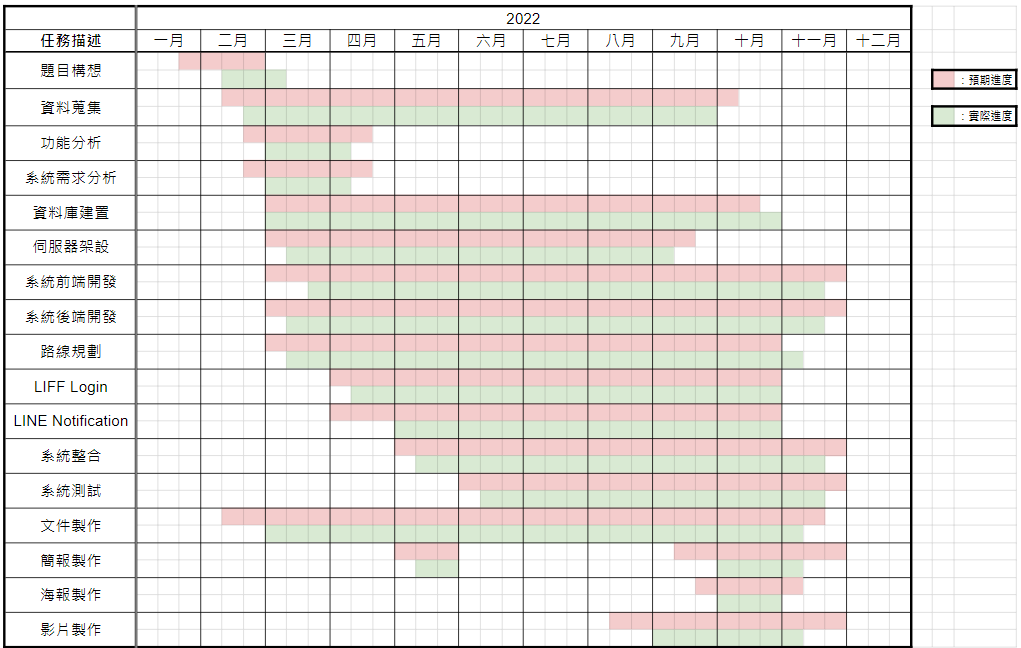 2022
任務描述 一月 二月 三月 四月 五月 六月 七月 八月 九月 十月 十一月 十二月
題目構想
：預期進度
資料蒐集
：實際進度
功能分析
系統需求分析
資料庫建置
伺服器架設
系統前端開發
系統後端開發
路線規劃
LIFF Login
LINE Notification
系統整合
系統測試
文件製作
簡報製作
海報製作
影片製作